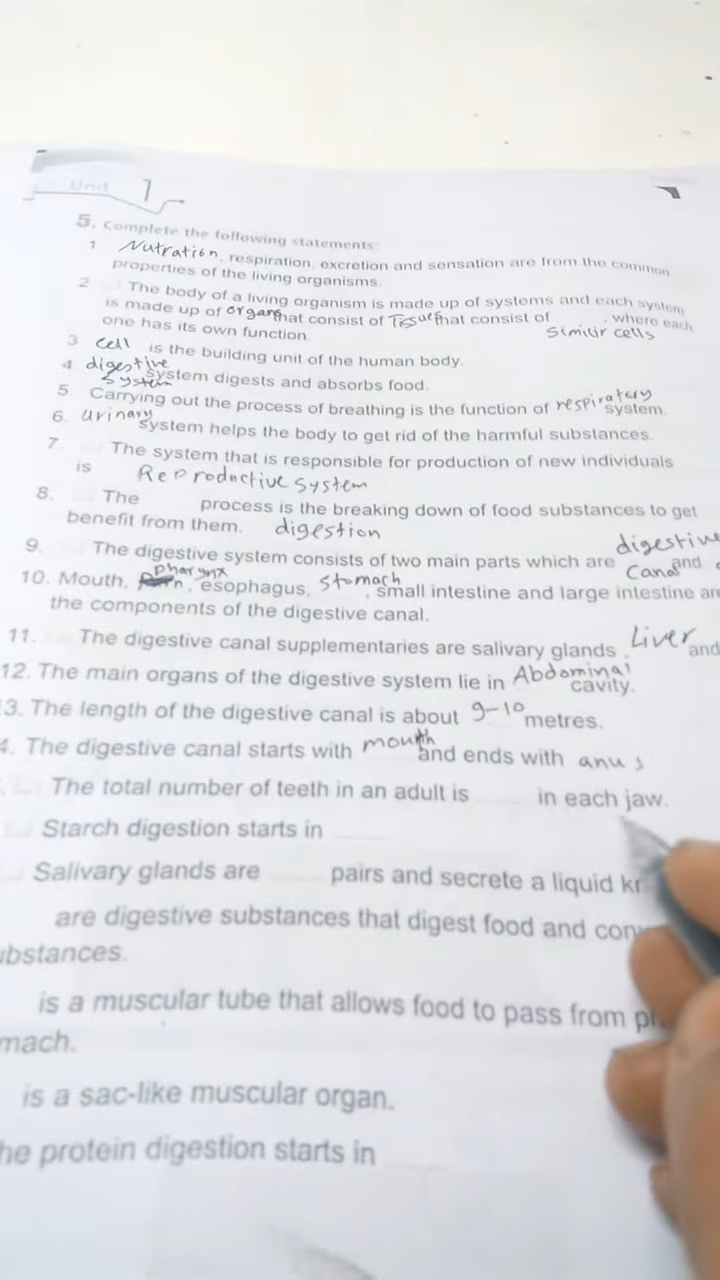 Unit 1
5. Complete the following statements:
1 Nutration, respiration, excretion and sensation are from the common
properties of the living organisms.
2 The body of a living organism is made up of systems and each system
is made up of organs that consist of Tissues that consist of similir cells, where each
one has its own function.
3 cell is the building unit of the human body.
4 digestive system system digests and absorbs food.
5. Carrying out the process of breathing is the function of respiratory system.
6. urinary system helps the body to get rid of the harmful substances.
7. The system that is responsible for production of new individuals
is Reproductive system
8. The digestion process is the breaking down of food substances to get
benefit from them.
9. The digestive system consists of two main parts which are digestive canal and
10. Mouth, pharynx, esophagus, stomach, small intestine and large intestine are
the components of the digestive canal.
11. The digestive canal supplementaries are salivary glands, Liver and
12. The main organs of the digestive system lie in Abdominal cavity.
3. The length of the digestive canal is about 9-10 metres.
4. The digestive canal starts with mouth and ends with anus
The total number of teeth in an adult is in each jaw.
Starch digestion starts in
Salivary glands are pairs and secrete a liquid
are digestive substances that digest food and
ubstances.
is a muscular tube that allows food to pass from
mach.
is a sac-like muscular organ.
he protein digestion starts in